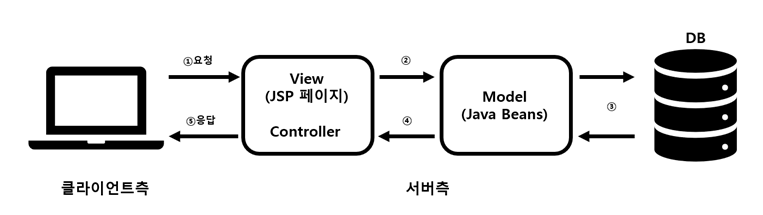 DB
①요청
②
View
(JSP 페이지)
Controller
Model
(Java Beans)
③
⑤응답
④
클라이언트측
서버측